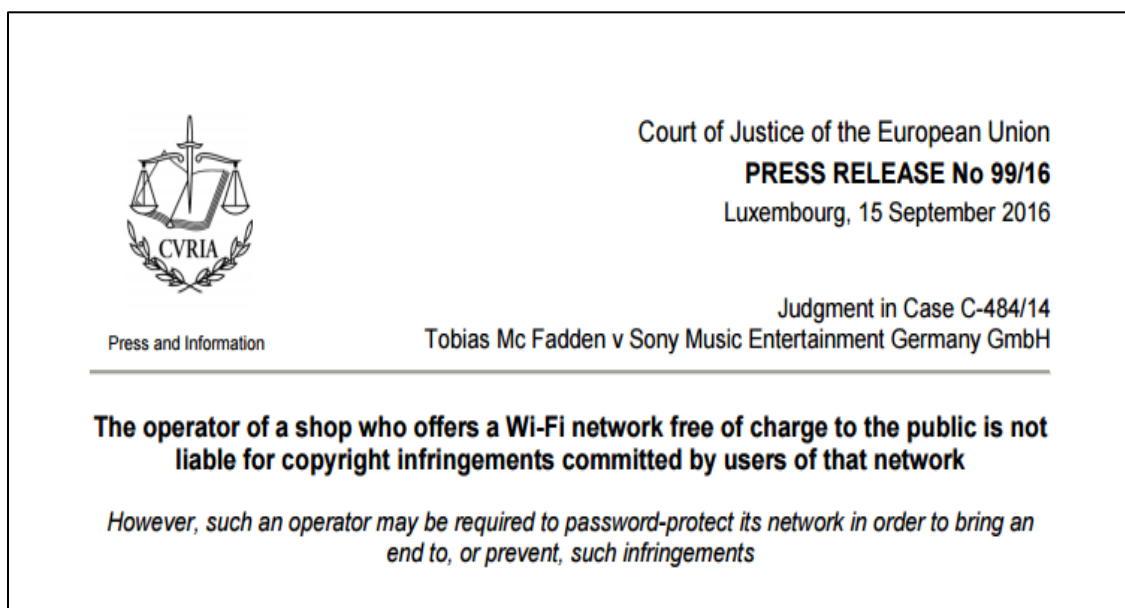 Court of Justice of the European Union
PRESS RELEASE No 99/16
Luxembourg, 15 September 2016
CVRIA
Press and Information
Judgment in Case C-484/14
Tobias Mc Fadden v Sony Music Entertainment Germany GmbH
The operator of a shop who offers a Wi-Fi network free of charge to the public is not
liable for copyright infringements committed by users of that network
However, such an operator may be required to password-protect its network in order to bring an
end to, or prevent, such infringements